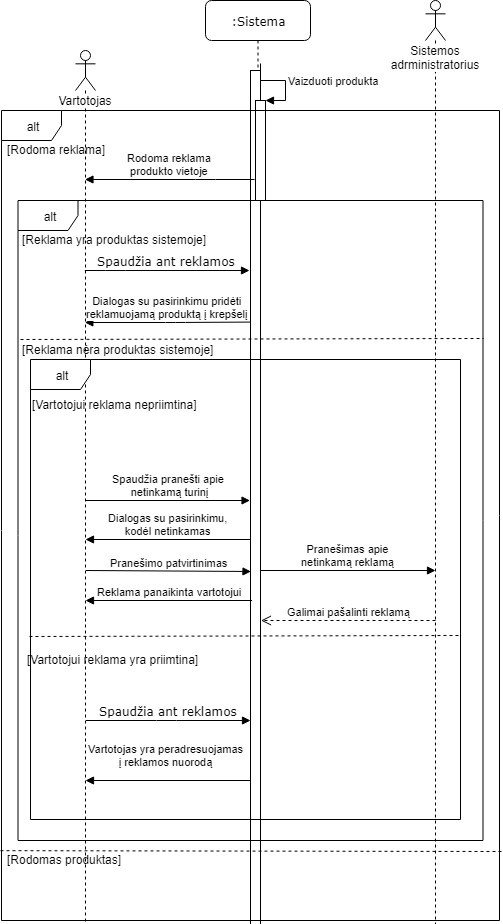 :Sistema
Sistemos
adrministratorius
Vartotojas
Vaizduoti produkta
alt
[Rodoma reklama]
Rodoma reklama
produkto vietoje
alt
[Reklama yra produktas sistemoje]
Spaudžia ant reklamos
Dialogas su pasirinkimu pridėti
reklamuojamą produktą į krepšelį
[Reklama nėra produktas sistemoje]
alt
[Vartotojui reklama nepriimtina]
Spaudžia pranešti apie
netinkamą turinį
Dialogas su pasirinkimu,
kodėl netinkamas
Pranešimo patvirtinimas
Pranešimas apie
netinkamą reklamą
Reklama panaikinta vartotojui
Galimai pašalinti reklamą
[Vartotojui reklama yra priimtina]
Spaudžia ant reklamos
Vartotojas yra peradresuojamas
į reklamos nuorodą
[Rodomas produktas]